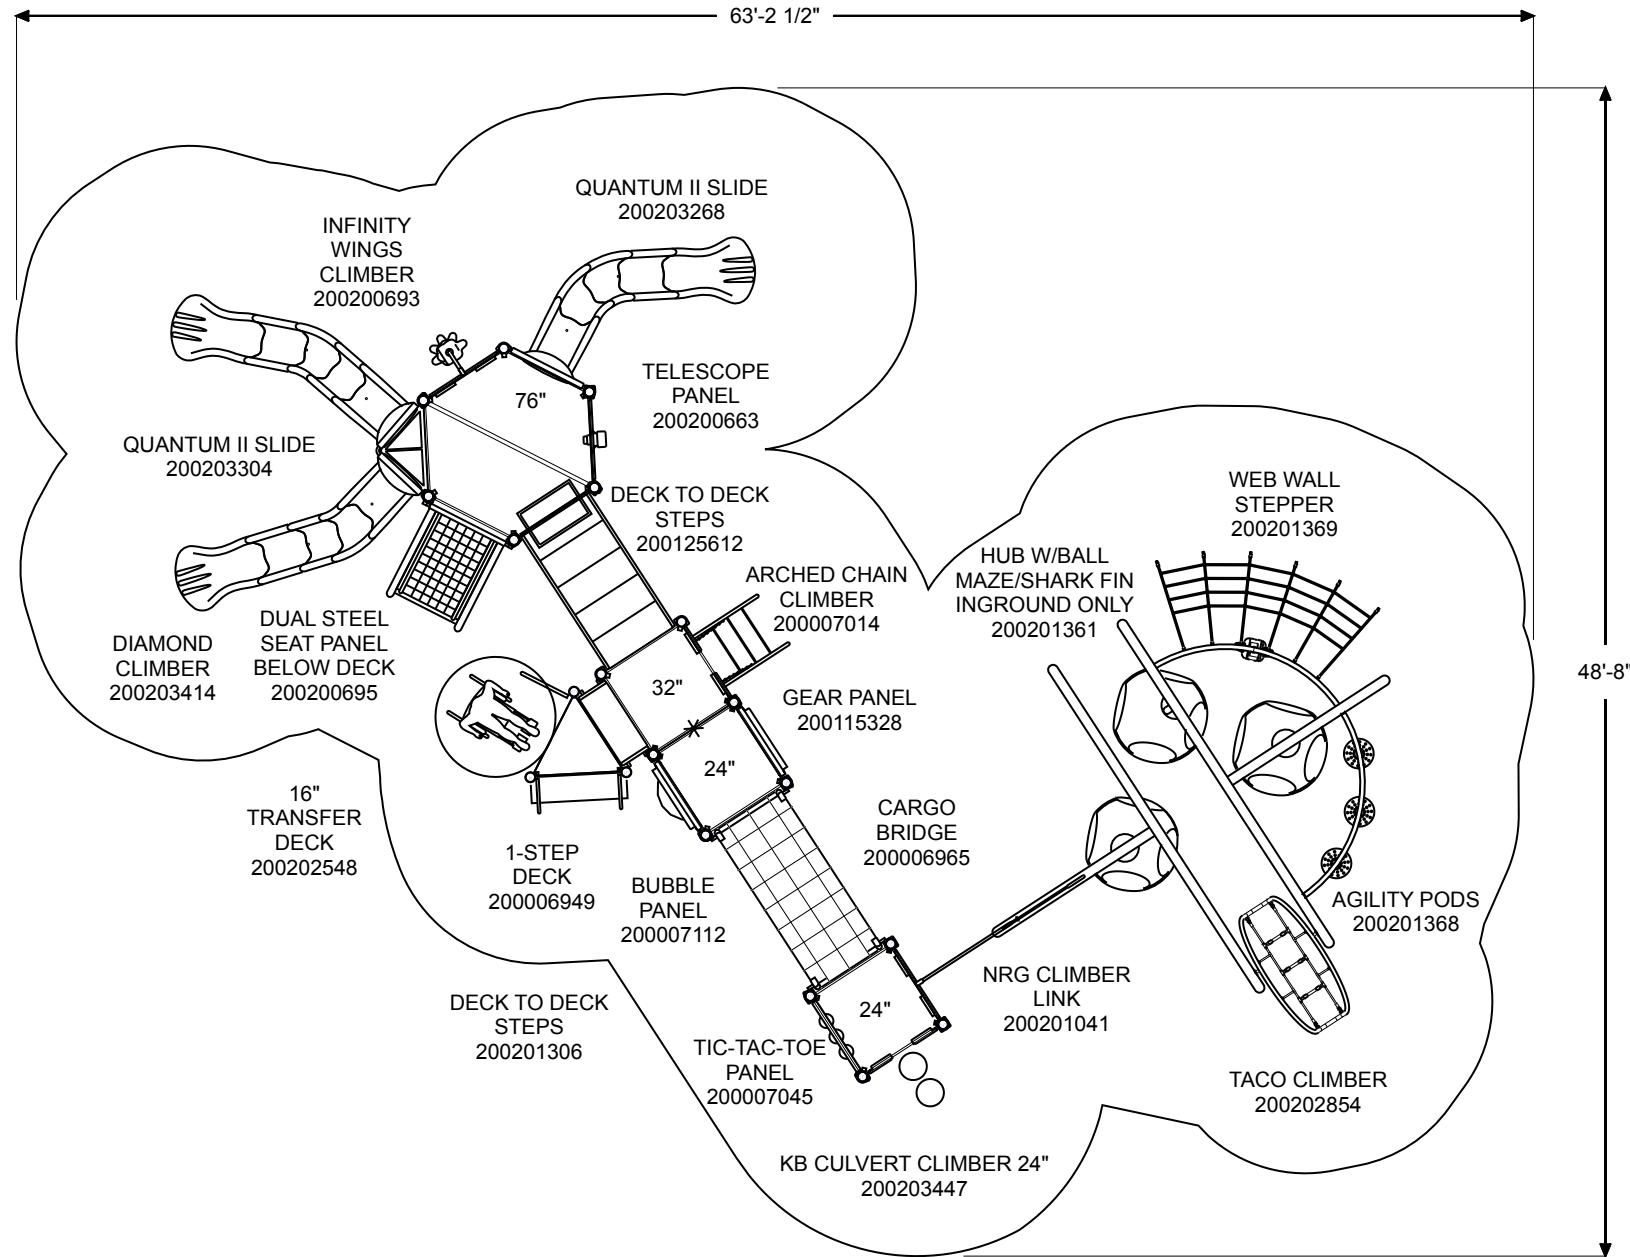 63'-2 1/2"
QUANTUM II SLIDE
200203268
INFINITY
WINGS
CLIMBER
200200693
TELESCOPE
PANEL
200200663
76"
QUANTUM II SLIDE
200203304
DECK TO DECK
STEPS
200125612
WEB WALL
STEPPER
200201369
HUB W/BALL
MAZE/SHARK FIN
INGROUND ONLY
200201361
ARCHED CHAIN
CLIMBER
200007014
DIAMOND
CLIMBER
200203414
DUAL STEEL
SEAT PANEL
BELOW DECK
200200695
48'-8"
32"
GEAR PANEL
200115328
24"
16"
TRANSFER
DECK
200202548
CARGO
BRIDGE
200006965
1-STEP
DECK
200006949
BUBBLE
PANEL
200007112
AGILITY PODS
200201368
NRG CLIMBER
LINK
200201041
DECK TO DECK
STEPS
200201306
24"
TIC-TAC-TOE
PANEL
200007045
TACO CLIMBER
200202854
KB CULVERT CLIMBER 24"
200203447